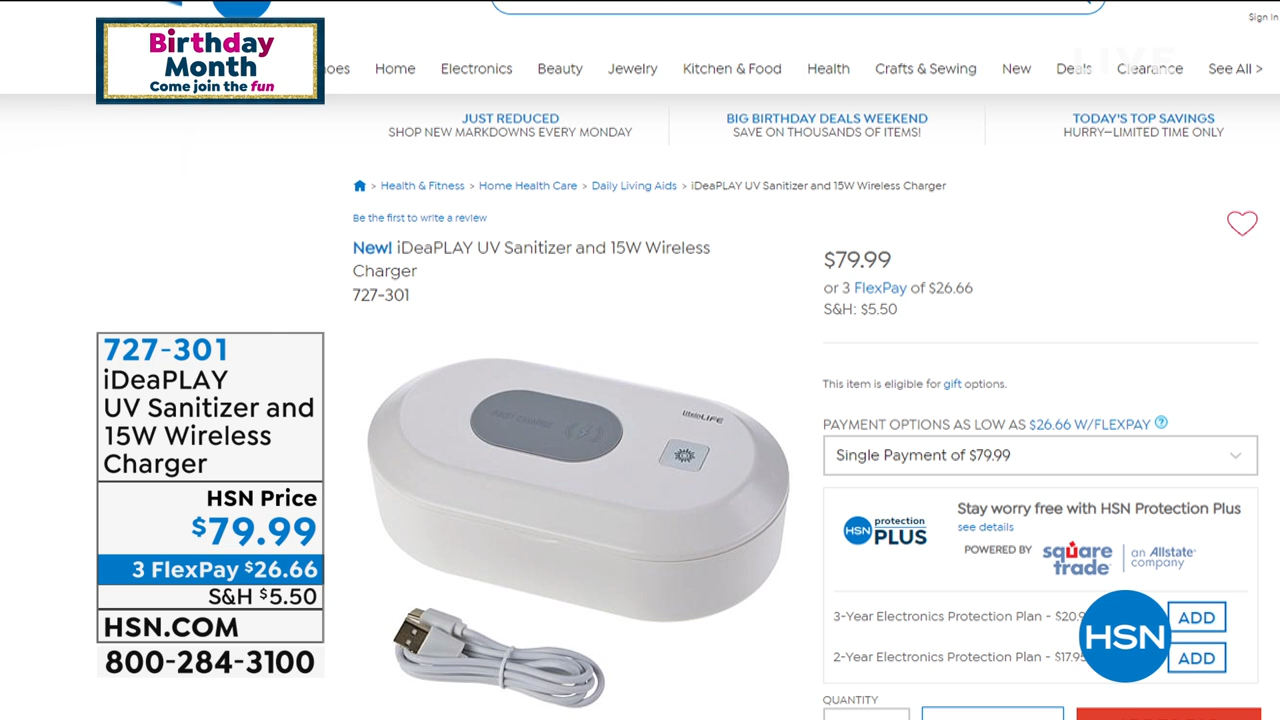 Sign In
Birthday
Month
Come join the fun
Home Electronics Beauty Jewelry Kitchen & Food Health Crafts & Sewing New Deals Clearance See All >
LIVE
JUST REDUCED
SHOP NEW MARKDOWNS EVERY MONDAY
BIG BIRTHDAY DEALS WEEKEND
SAVE ON THOUSANDS OF ITEMS!
TODAY'S TOP SAVINGS
HURRY—LIMITED TIME ONLY
> Health & Fitness > Home Health Care > Daily Living Aids > iDeaPLAY UV Sanitizer and 15W Wireless Charger
Be the first to write a review
New! iDeaPLAY UV Sanitizer and 15W Wireless
Charger
727-301
$79.99
or 3 FlexPay of $26.66
S&H: $5.50
This item is eligible for gift options.
PAYMENT OPTIONS AS LOW AS $26.66 W/FLEXPAY ?
Single Payment of $79.99
HSN protection
PLUS
Stay worry free with HSN Protection Plus
see details
POWERED BY square
trade
an Allstate
company
3-Year Electronics Protection Plan - $20.9
ADD
2-Year Electronics Protection Plan - $17.95
ADD
HSN
QUANTITY
FAST CHARGE
727-301
iDeaPLAY
UV Sanitizer and
15W Wireless
Charger
HSN Price
$79.99
3 FlexPay $26.66
S&H $5.50
HSN.COM
800-284-3100